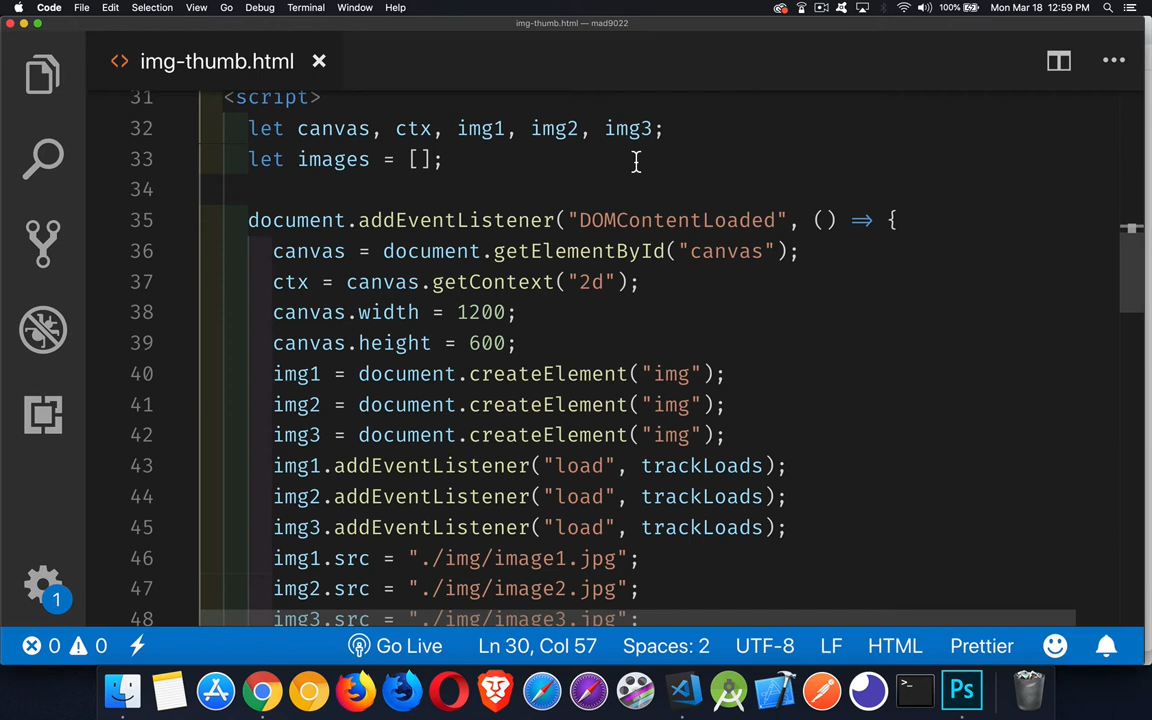 Code File Edit Selection View Go Debug Terminal Window Help 100% Mon Mar 18 12:59 PM
img-thumb.html — mad9022
<> img-thumb.html ×
31 <script>
32 let canvas, ctx, img1, img2, img3;
33 let images = [];
34
35 document.addEventListener("DOMContentLoaded", () => {
36 canvas = document.getElementById("canvas");
37 ctx = canvas.getContext("2d");
38 canvas.width = 1200;
39 canvas.height = 600;
40 img1 = document.createElement("img");
41 img2 = document.createElement("img");
42 img3 = document.createElement("img");
43 img1.addEventListener("load", trackLoads);
44 img2.addEventListener("load", trackLoads);
45 img3.addEventListener("load", trackLoads);
46 img1.src = "./img/image1.jpg";
47 img2.src = "./img/image2.jpg";
48 img3.src = "./img/image3.jpg";
1
0 0 Go Live Ln 30, Col 57 Spaces: 2 UTF-8 LF HTML Prettier
>_ Ps